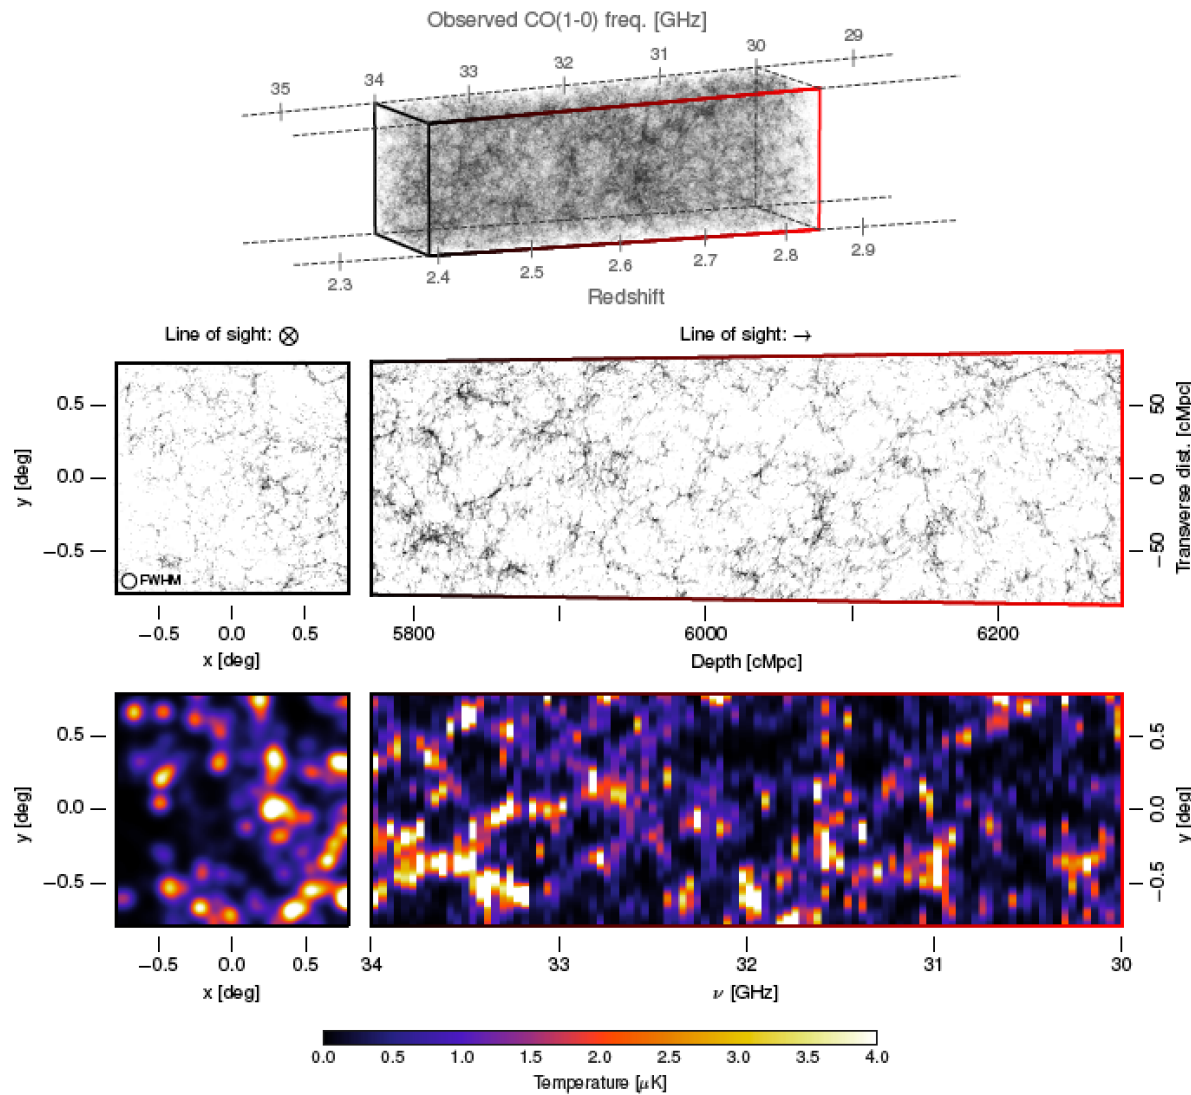 Observed CO(1-0) freq. [GHz]
35 34 33 32 31 30 29
2.3 2.4 2.5 2.6 2.7 2.8 2.9
Redshift
Line of sight: ⊗
Line of sight: →
0.5
0.0
−0.5
y [deg]
FWHM
−0.5 0.0 0.5
x [deg]
5800 6000 6200
Depth [cMpc]
50
0
−50
Transverse dist. [cMpc]
0.5
0.0
−0.5
y [deg]
−0.5 0.0 0.5
x [deg]
34 33 32 31 30
ν [GHz]
0.5
0.0
−0.5
y [deg]
0.0 0.5 1.0 1.5 2.0 2.5 3.0 3.5 4.0
Temperature [μK]